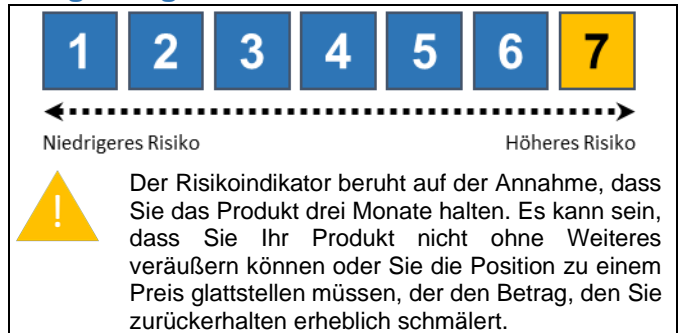 1 2 3 4 5 6 7
Niedrigeres Risiko Höheres Risiko
!
Der Risikoindikator beruht auf der Annahme, dass
Sie das Produkt drei Monate halten. Es kann sein,
dass Sie Ihr Produkt nicht ohne Weiteres
veräußern können oder Sie die Position zu einem
Preis glattstellen müssen, der den Betrag, den Sie
zurückerhalten erheblich schmälert.